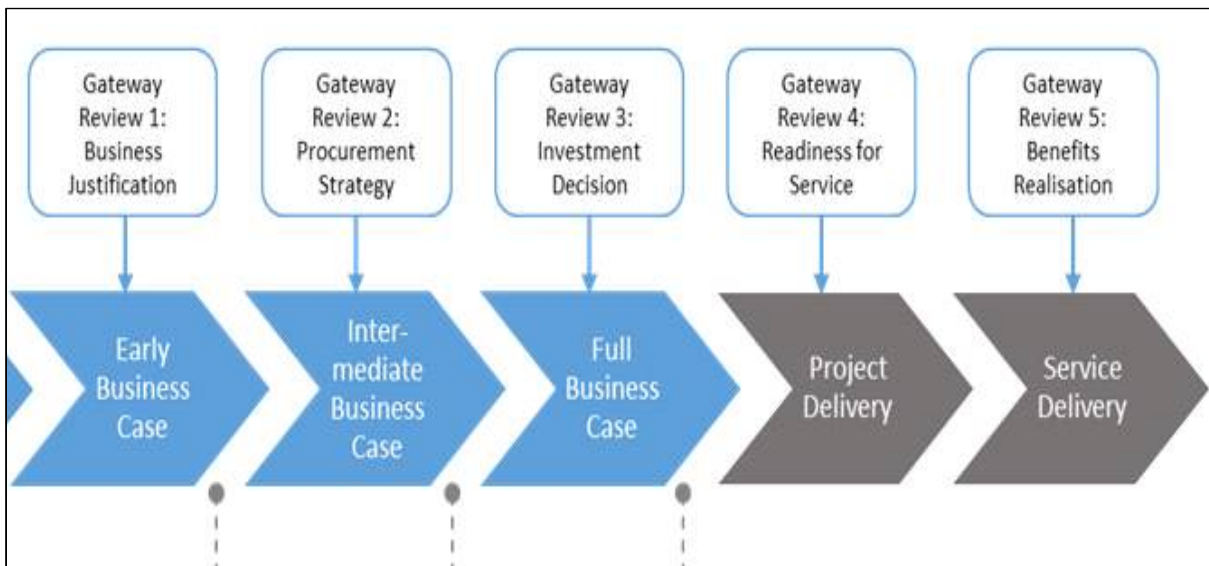 Gateway
Review 1:
Business
Justification
Gateway
Review 2:
Procurement
Strategy
Gateway
Review 3:
Investment
Decision
Gateway
Review 4:
Readiness for
Service
Gateway
Review 5:
Benefits
Realisation
Early
Business
Case
Inter-
mediate
Business
Case
Full
Business
Case
Project
Delivery
Service
Delivery